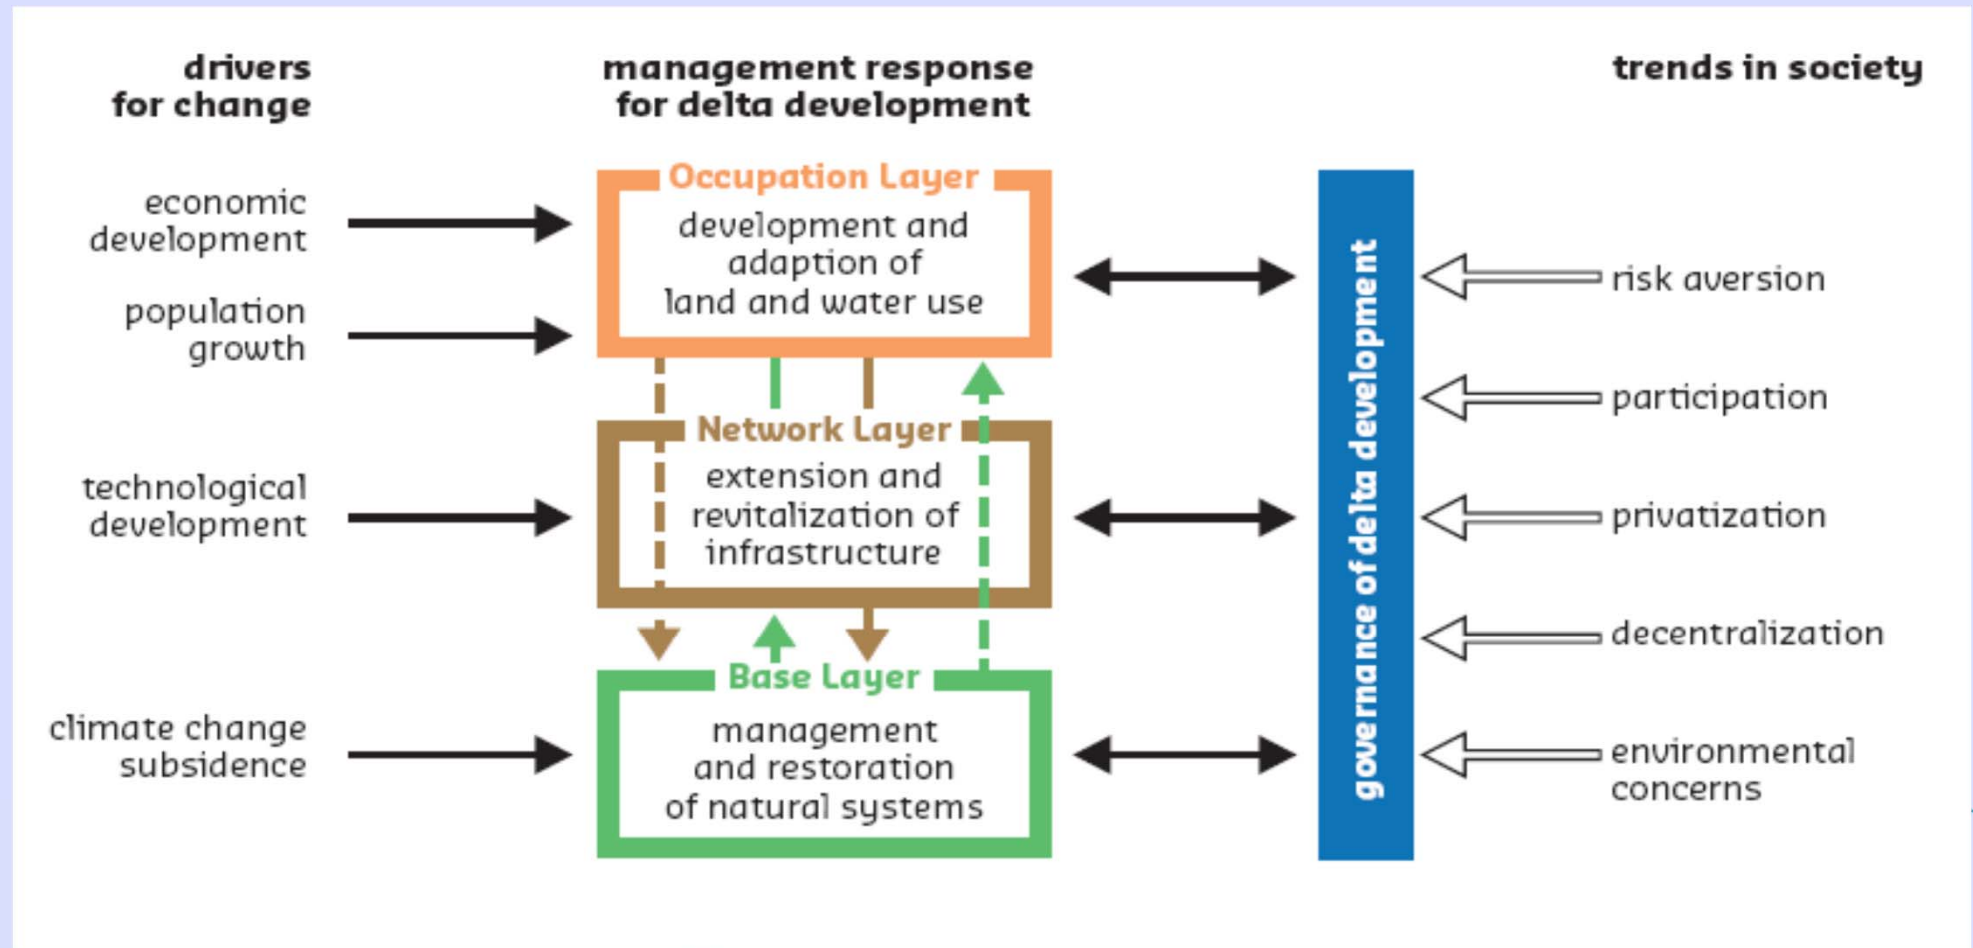 drivers
for change
management response
for delta development
trends in society
economic
development
population
growth
technological
development
climate change
subsidence
Occupation Layer
development and
adaption of
land and water use
Network Layer
extension and
revitalization of
infrastructure
Base Layer
management
and restoration
of natural systems
governance of delta development
risk aversion
participation
privatization
decentralization
environmental
concerns